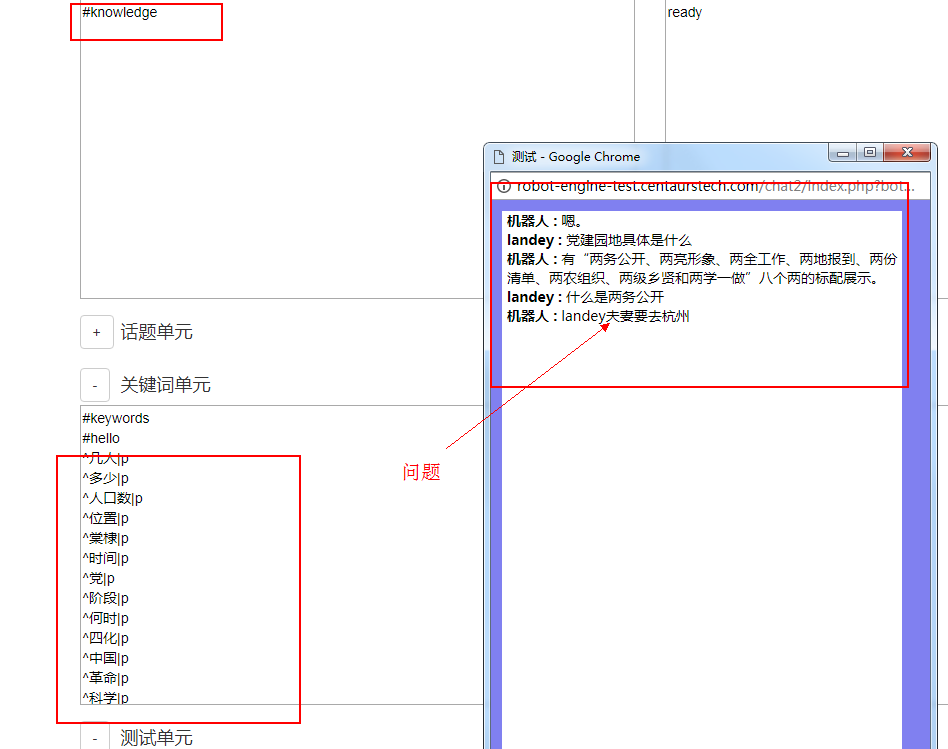 #knowledge
ready
测试 - Google Chrome
robot-engine-test.centaurstech.com/chat2/index.php?bot...
机器人 : 嗯。
landey : 党建园地具体是什么
机器人 : 有“两务公开、两亮形象、两全工作、两地报到、两份
清单、两农组织、两级乡贤和两学一做”八个两的标配展示。
landey : 什么是两务公开
机器人 : landey夫妻要去杭州
+ 话题单元
- 关键词单元
问题
#keywords
#hello
^几人|p
^多少|p
^人口数|p
^位置|p
^棠棣|p
^时间|p
^党|p
^阶段|p
^何时|p
^四化|p
^中国|p
^革命|p
^科学|p
- 测试单元